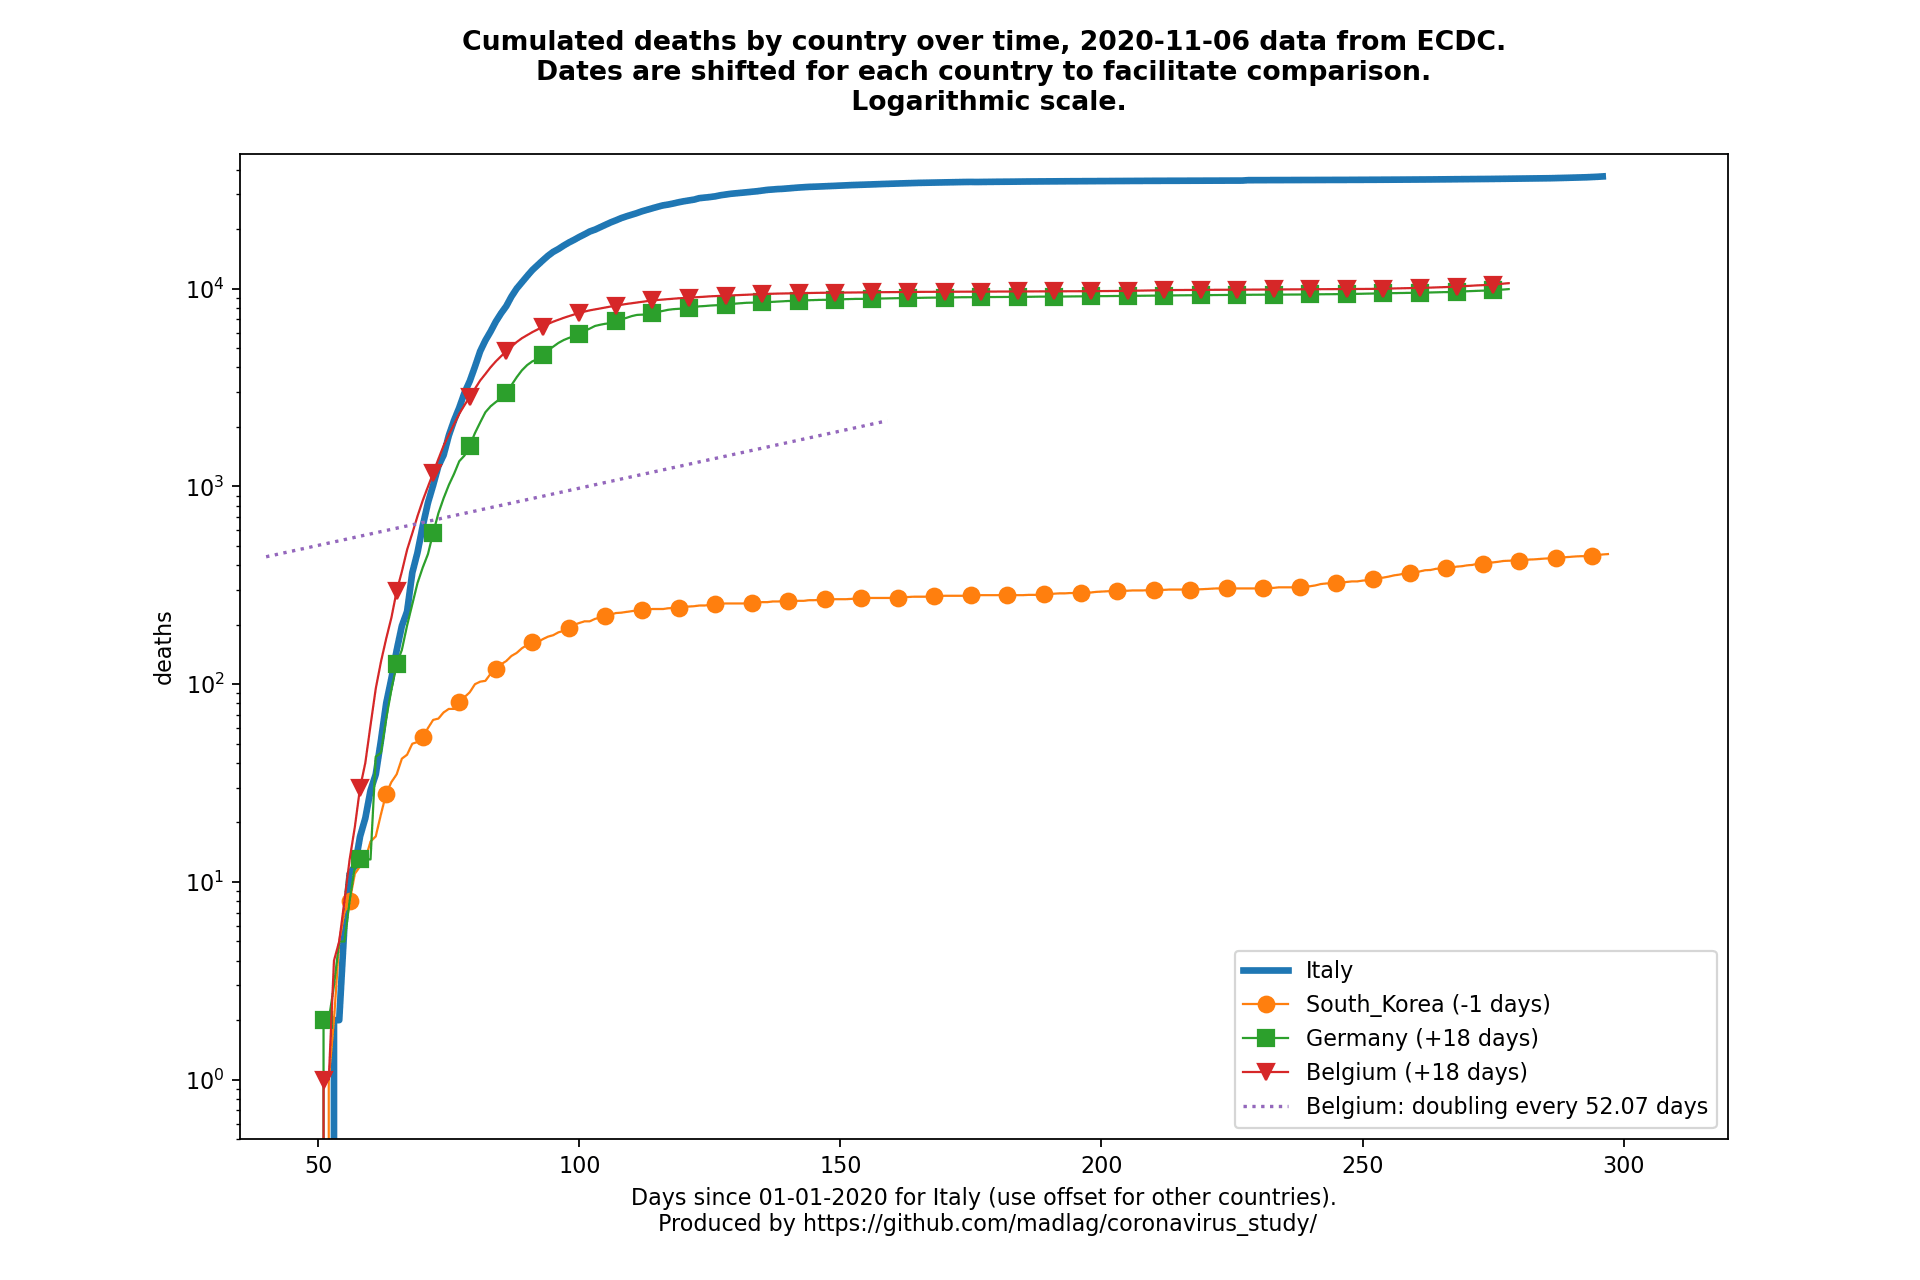 Cumulated deaths by country over time, 2020-11-06 data from ECDC.
Dates are shifted for each country to facilitate comparison.
Logarithmic scale.
deaths
10⁴
10³
10²
10¹
10⁰
50 100 150 200 250 300
Italy
South_Korea (-1 days)
Germany (+18 days)
Belgium (+18 days)
Belgium: doubling every 52.07 days
Days since 01-01-2020 for Italy (use offset for other countries).
Produced by https://github.com/madlag/coronavirus_study/